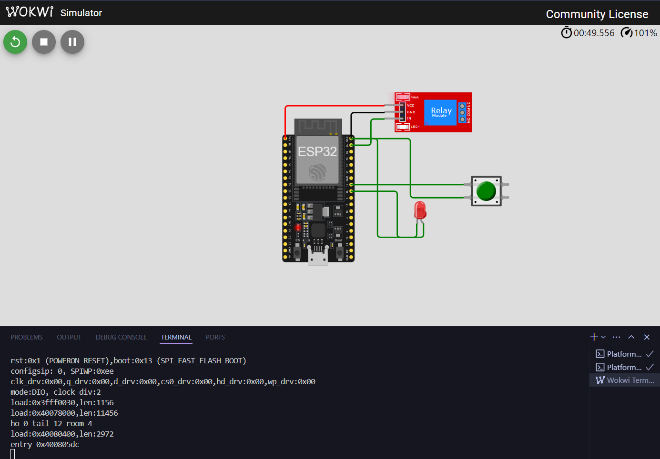 WOKWI Simulator
Community License
00:49.556 101%
Relay
Module
VCC
GND
IN
ESP32
PROBLEMS OUTPUT DEBUG CONSOLE TERMINAL PORTS
rst:0x1 (POWERON_RESET),boot:0x13 (SPI_FAST_FLASH_BOOT)
configsip: 0, SPIWP:0xee
clk_drv:0x00,q_drv:0x00,d_drv:0x00,cs0_drv:0x00,hd_drv:0x00,wp_drv:0x00
mode:DIO, clock div:2
load:0x3fff0030,len:1156
load:0x40078000,len:11456
ho 0 tail 12 room 4
load:0x40080400,len:2972
entry 0x400805dc
Platform...
Platform...
Wokwi Term...